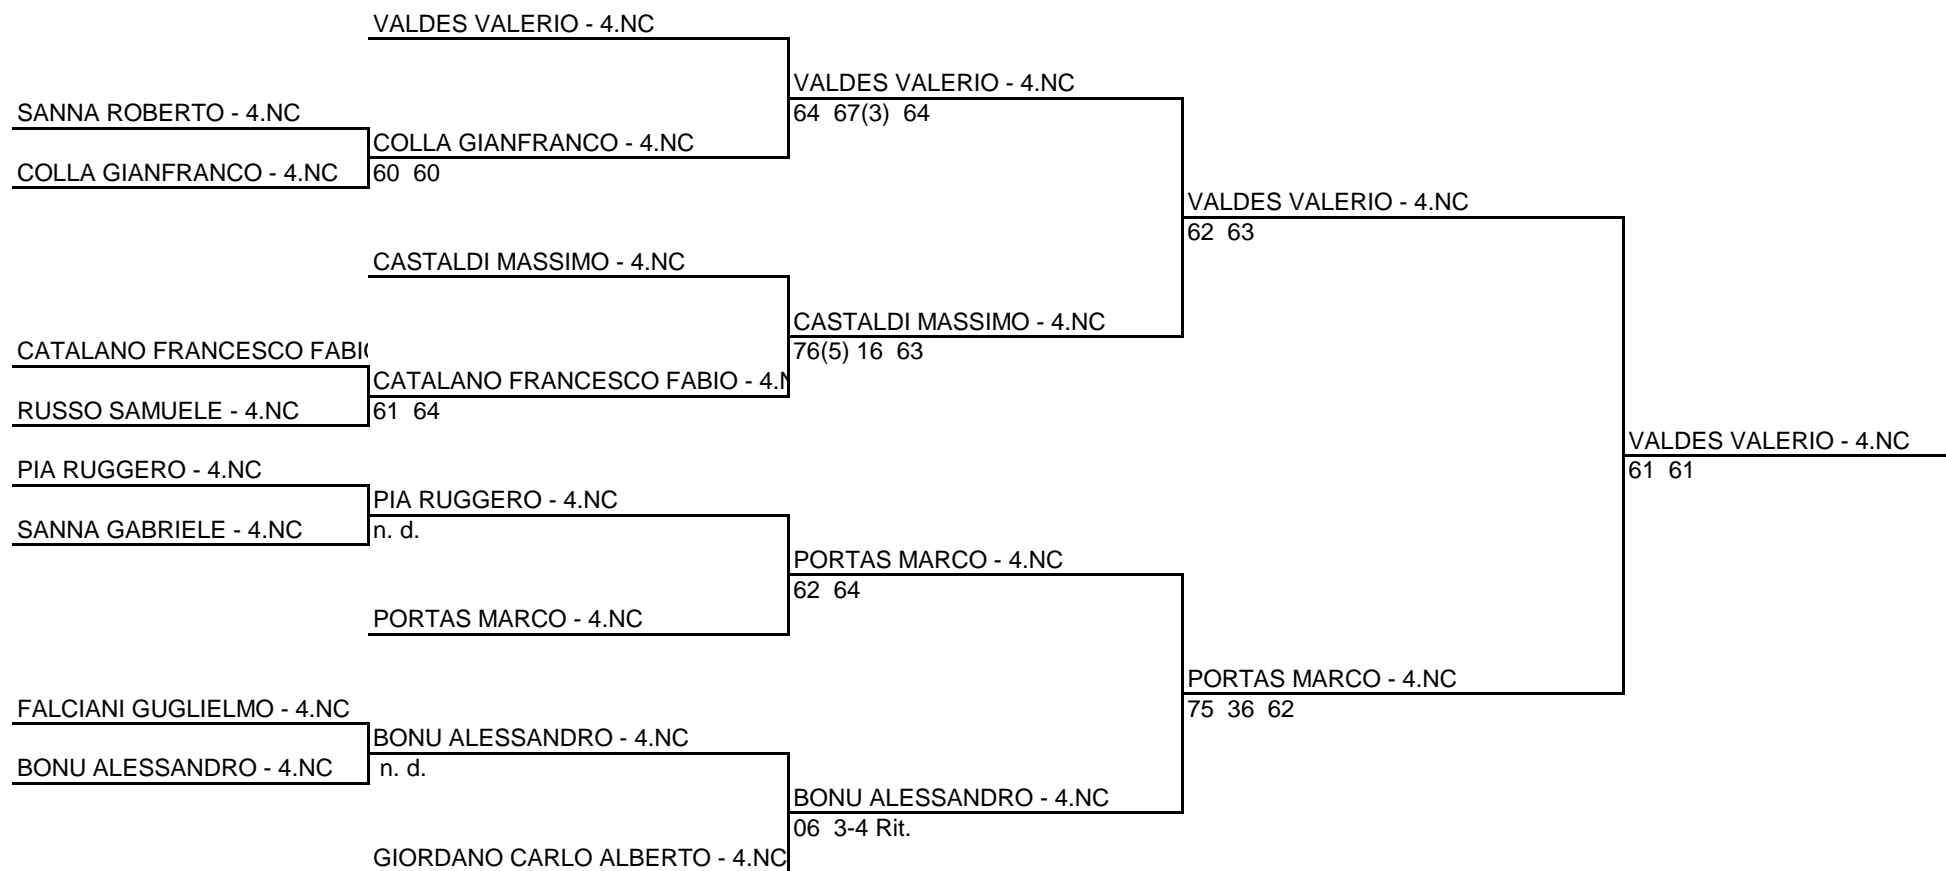 VALDES VALERIO - 4.NC
VALDES VALERIO - 4.NC
SANNA ROBERTO - 4.NC
64 67(3) 64
COLLA GIANFRANCO - 4.NC
COLLA GIANFRANCO - 4.NC
60 60
VALDES VALERIO - 4.NC
62 63
CASTALDI MASSIMO - 4.NC
CASTALDI MASSIMO - 4.NC
CATALANO FRANCESCO FABIO
76(5) 16 63
CATALANO FRANCESCO FABIO - 4.N
RUSSO SAMUELE - 4.NC
61 64
VALDES VALERIO - 4.NC
PIA RUGGERO - 4.NC
61 61
PIA RUGGERO - 4.NC
SANNA GABRIELE - 4.NC
n. d.
PORTAS MARCO - 4.NC
62 64
PORTAS MARCO - 4.NC
PORTAS MARCO - 4.NC
FALCIANI GUGLIELMO - 4.NC
75 36 62
BONU ALESSANDRO - 4.NC
BONU ALESSANDRO - 4.NC
n. d.
BONU ALESSANDRO - 4.NC
06 3-4 Rit.
GIORDANO CARLO ALBERTO - 4.NC